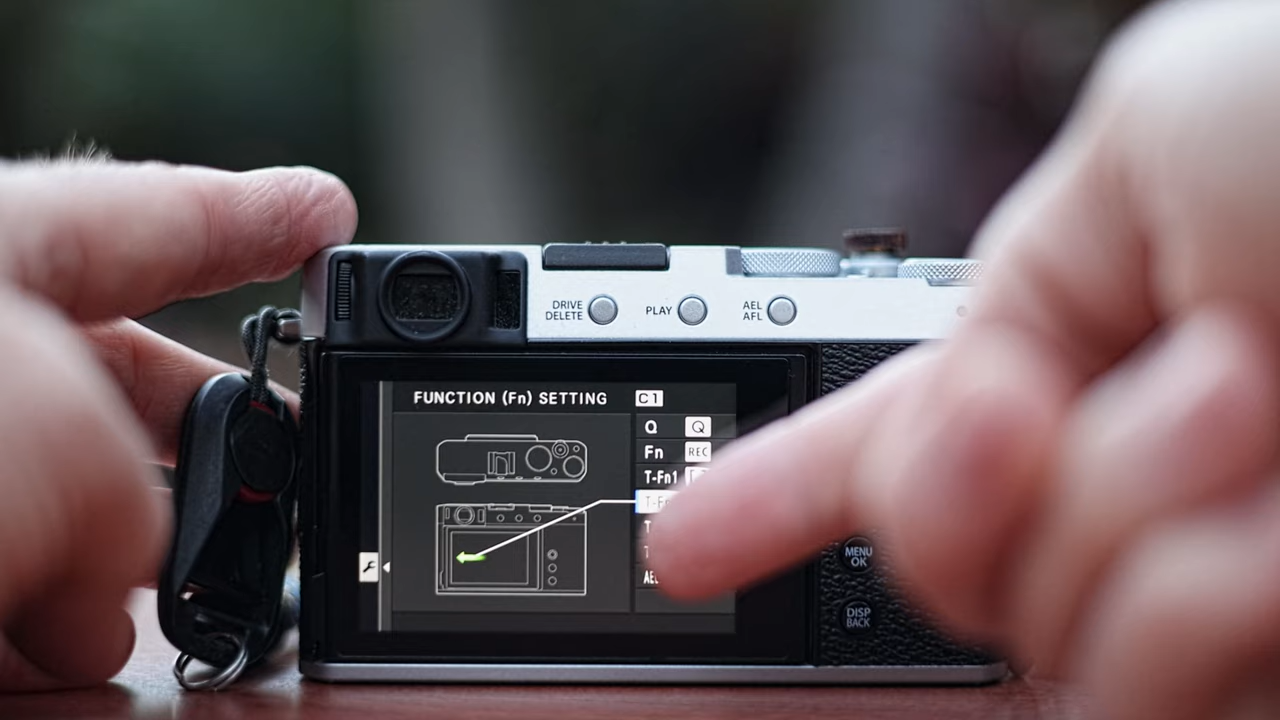 DRIVE
DELETE
PLAY
AEL
AFL
FUNCTION (Fn) SETTING C1
Q Q
Fn REC
T-Fn1
MENU
OK
DISP
BACK